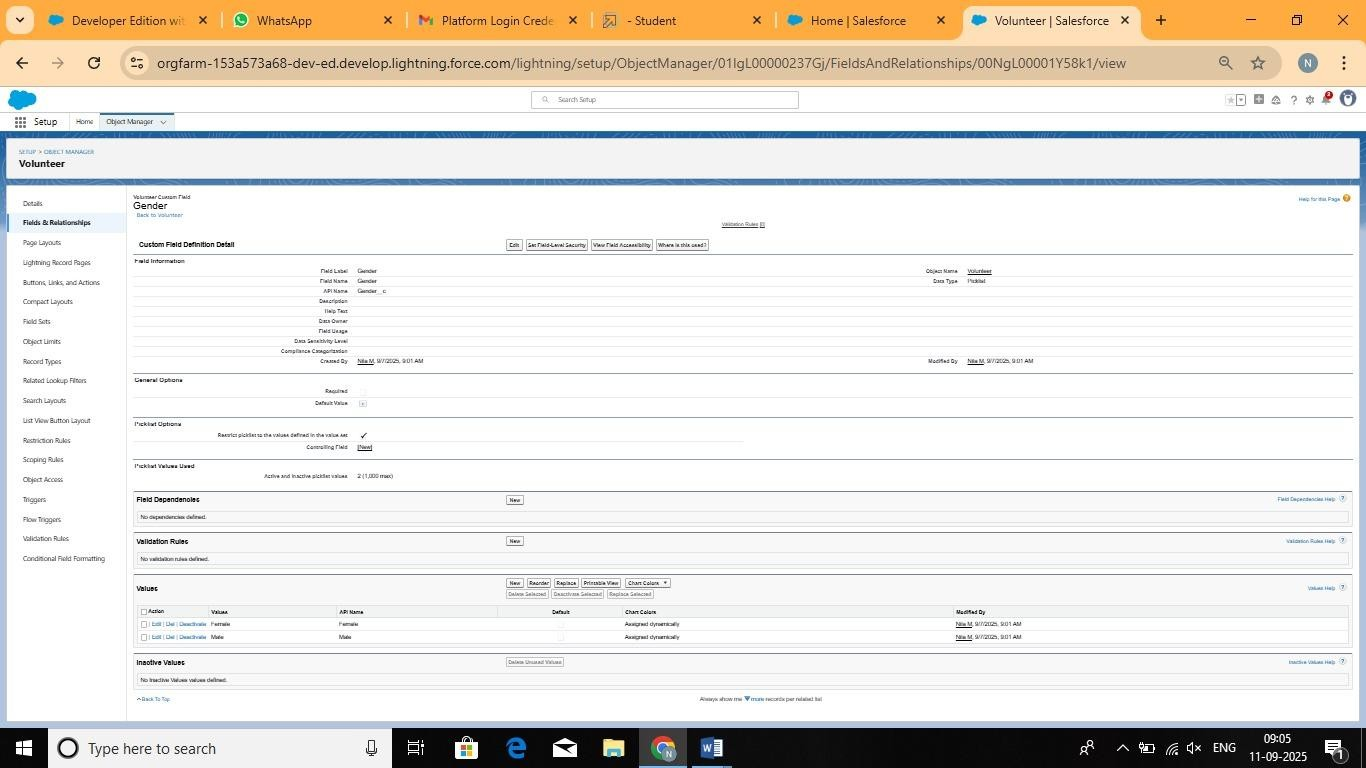 Developer Edition wit
WhatsApp
Platform Login Crede
- Student
Home | Salesforce
Volunteer | Salesforce
orgfarm-153a573a68-dev-ed.develop.lightning.force.com/lightning/setup/ObjectManager/01IgL00000237Gj/FieldsAndRelationships/00NgL00001Y58k1/view
N
Search Setup
Setup Home Object Manager
SETUP > OBJECT MANAGER
Volunteer
Details
Fields & Relationships
Page Layouts
Lightning Record Pages
Buttons, Links, and Actions
Compact Layouts
Field Sets
Object Limits
Record Types
Related Lookup Filters
Search Layouts
List View Button Layout
Restriction Rules
Scoping Rules
Object Access
Triggers
Flow Triggers
Validation Rules
Conditional Field Formatting
Volunteer Custom Field
Gender
Back to Volunteer
Help for this Page
Validation Rules [0]
Custom Field Definition Detail Edit Set Field-Level Security View Field Accessibility Where is this used?
Field Information
Field Label Gender Object Name Volunteer
Field Name Gender Data Type Picklist
API Name Gender__c
Description
Help Text
Data Owner
Field Usage
Data Sensitivity Level
Compliance Categorization
Created By Nila M, 9/7/2025, 9:01 AM Modified By Nila M, 9/7/2025, 9:01 AM
General Options
Required
Default Value
Picklist Options
Restrict picklist to the values defined in the value set ✓
Controlling Field [New]
Picklist Values Used
Active and inactive picklist values 2 (1,000 max)
Field Dependencies New Field Dependencies Help ?
No dependencies defined.
Validation Rules New Validation Rules Help ?
No validation rules defined.
Values New Reorder Replace Printable View Chart Colors Values Help ?
Delete Selected Deactivate Selected Replace Selected
Action Values API Name Default Chart Colors Modified By
Edit | Del | Deactivate Female Female Assigned dynamically Nila M, 9/7/2025, 9:01 AM
Edit | Del | Deactivate Male Male Assigned dynamically Nila M, 9/7/2025, 9:01 AM
Inactive Values Delete Unused Values Inactive Values Help ?
No Inactive Values values defined.
Back To Top Always show me more records per related list
Type here to search
ENG
09:05
11-09-2025
1